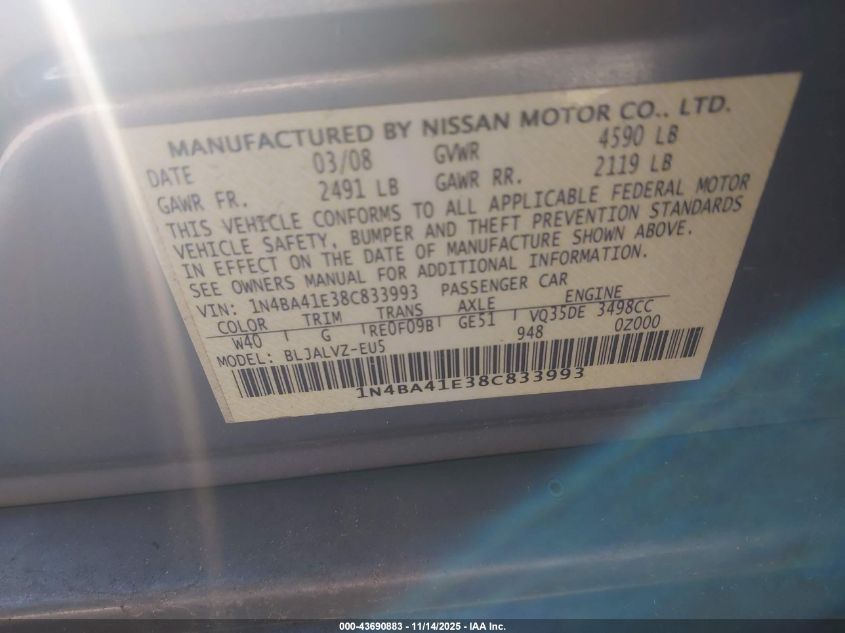 MANUFACTURED BY NISSAN MOTOR CO., LTD.
DATE 03/08 GVWR 4590 LB
GAWR FR. 2491 LB GAWR RR. 2119 LB
THIS VEHICLE CONFORMS TO ALL APPLICABLE FEDERAL MOTOR
VEHICLE SAFETY, BUMPER AND THEFT PREVENTION STANDARDS
IN EFFECT ON THE DATE OF MANUFACTURE SHOWN ABOVE.
SEE OWNERS MANUAL FOR ADDITIONAL INFORMATION.
VIN: 1N4BA41E38C833993 PASSENGER CAR
COLOR TRIM TRANS AXLE ENGINE
W40 G RE0F09B GE51 VQ35DE 3498CC
MODEL: BLJALVZ-EU5 948 0Z000
1N4BA41E38C833993
000-43690883 — 11/14/2025 - IAA Inc.